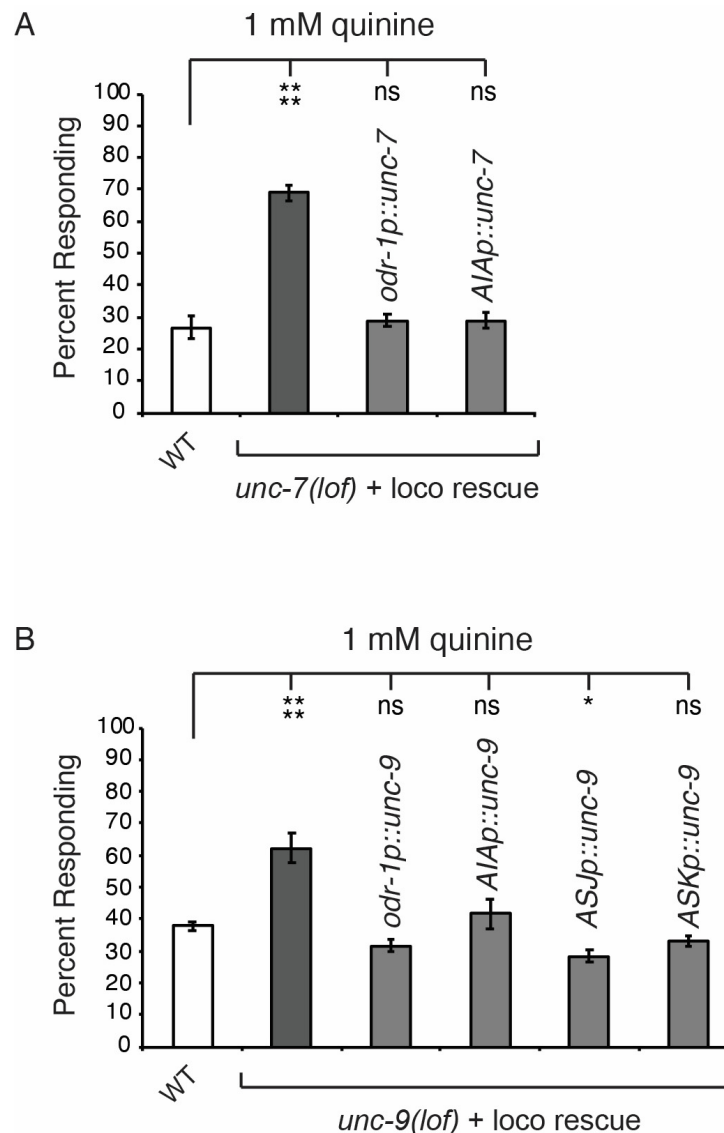 A
1 mM quinine
**
**
ns
ns
100
90
80
70
60
50
40
30
20
10
0
Percent Responding
odr-1p::unc-7
AIAp::unc-7
WT
unc-7(lof) + loco rescue
B
1 mM quinine
**
**
ns
ns
*
ns
100
90
80
70
60
50
40
30
20
10
0
Percent Responding
odr-1p::unc-9
AIAp::unc-9
ASJp::unc-9
ASKp::unc-9
WT
unc-9(lof) + loco rescue